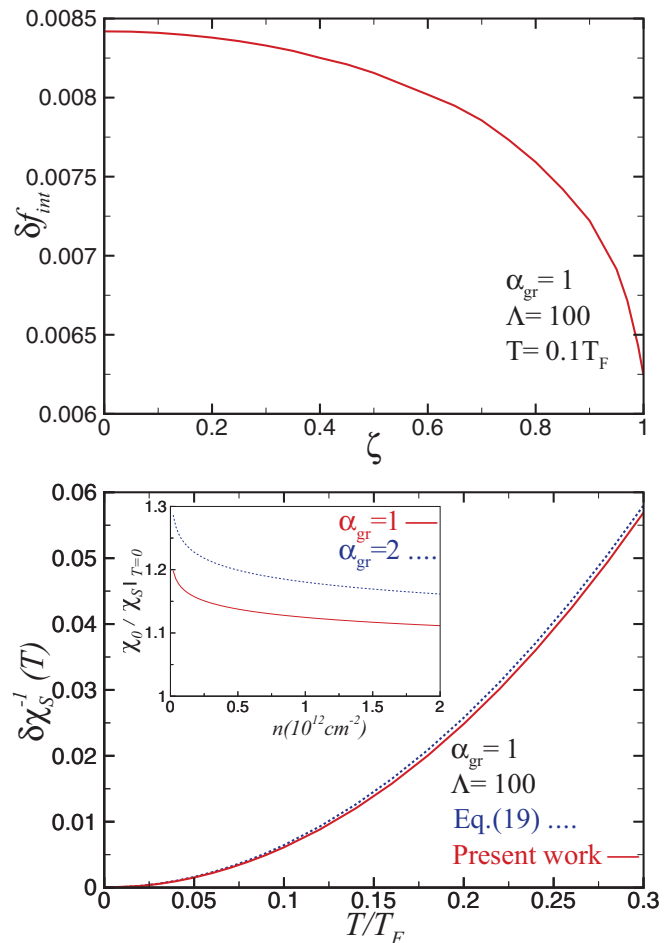 0.0085
0.008
0.0075
0.007
0.0065
0.006
δf_int
α_gr = 1
Λ= 100
T= 0.1T_F
0 0.2 0.4 0.6 0.8 1
ζ
0.06
0.05
0.04
0.03
0.02
0.01
0
δχ_S^-1 (T)
1.3
1.2
1.1
1
χ_0 / χ_S|_T=0
α_gr=1
α_gr=2 ....
0 0.5 1 1.5 2
n(10^12cm^-2)
α_gr = 1
Λ = 100
Eq.(19) ....
Present work
0 0.05 0.1 0.15 0.2 0.25 0.3
T/T_F